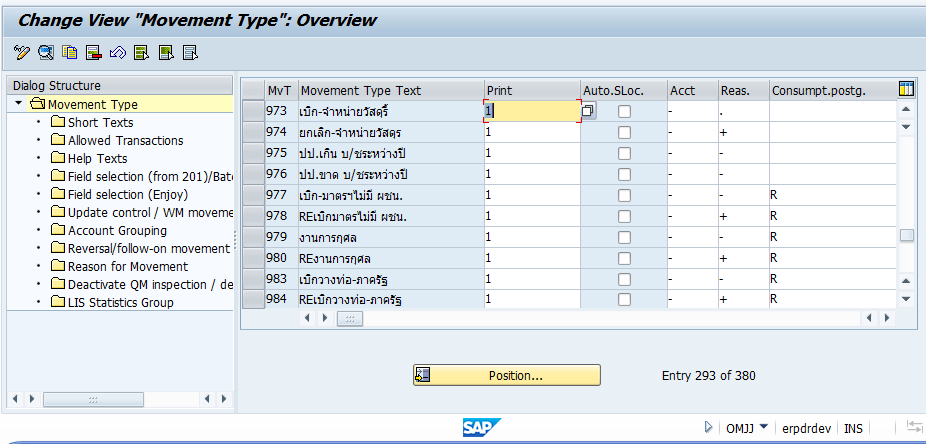 Change View "Movement Type": Overview
Dialog Structure
Movement Type
Short Texts
Allowed Transactions
Help Texts
Field selection (from 201)/Bat
Field selection (Enjoy)
Update control / WM moveme
Account Grouping
Reversal/follow-on movement
Reason for Movement
Deactivate QM inspection / de
LIS Statistics Group
MvT Movement Type Text Print Auto.SLoc. Acct Reas. Consumpt.postg.
973 เบิก-จำหน่ายวัสดุรี้ 1 - .
974 ยกเลิก-จำหน่ายวัสดุร 1 - +
975 ปป.เกิน บ/ชระหว่างปี 1 - -
976 ปป.ขาด บ/ชระหว่างปี 1 - -
977 เบิก-มาตรฯไม่มี ผชน. 1 - - R
978 REเบิกมาตรไม่มี ผชน. 1 - + R
979 งานการกุศล 1 - - R
980 REงานการกุศล 1 - + R
983 เบิกวางท่อ-ภาครัฐ 1 - - R
984 REเบิกวางท่อ-ภาครัฐ 1 - + R
Position... Entry 293 of 380
SAP OMJJ erpdrdev INS